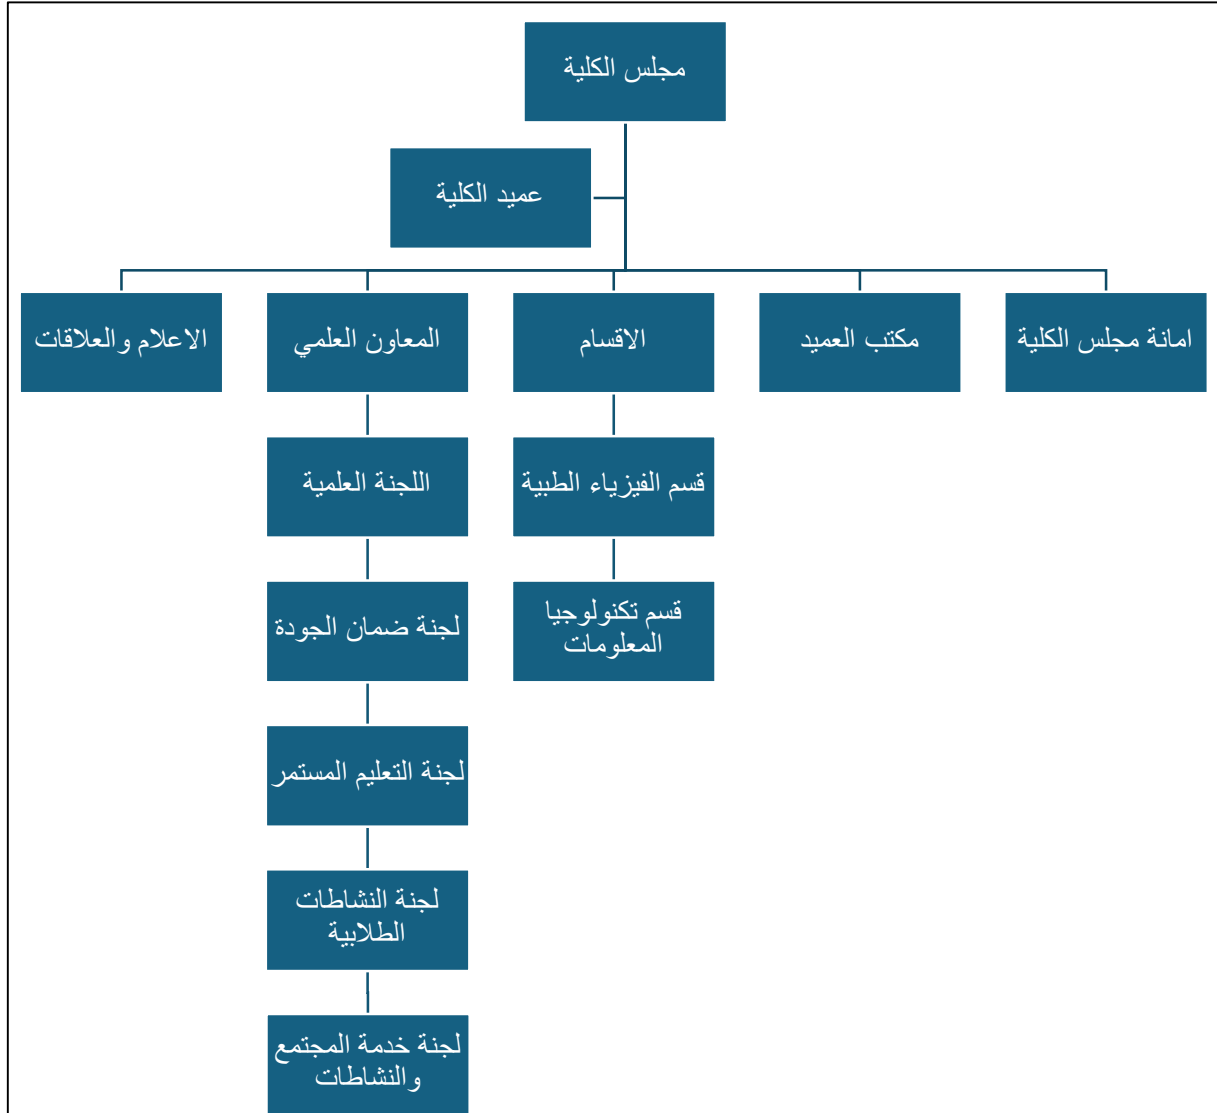 مجلس الكلية
عميد الكلية
امانة مجلس الكلية
مكتب العميد
الاقسام
المعاون العلمي
الاعلام والعلاقات
قسم الفيزياء الطبية
اللجنة العلمية
قسم تكنولوجيا
المعلومات
لجنة ضمان الجودة
لجنة التعليم المستمر
لجنة النشاطات
الطلابية
لجنة خدمة المجتمع
والنشاطات